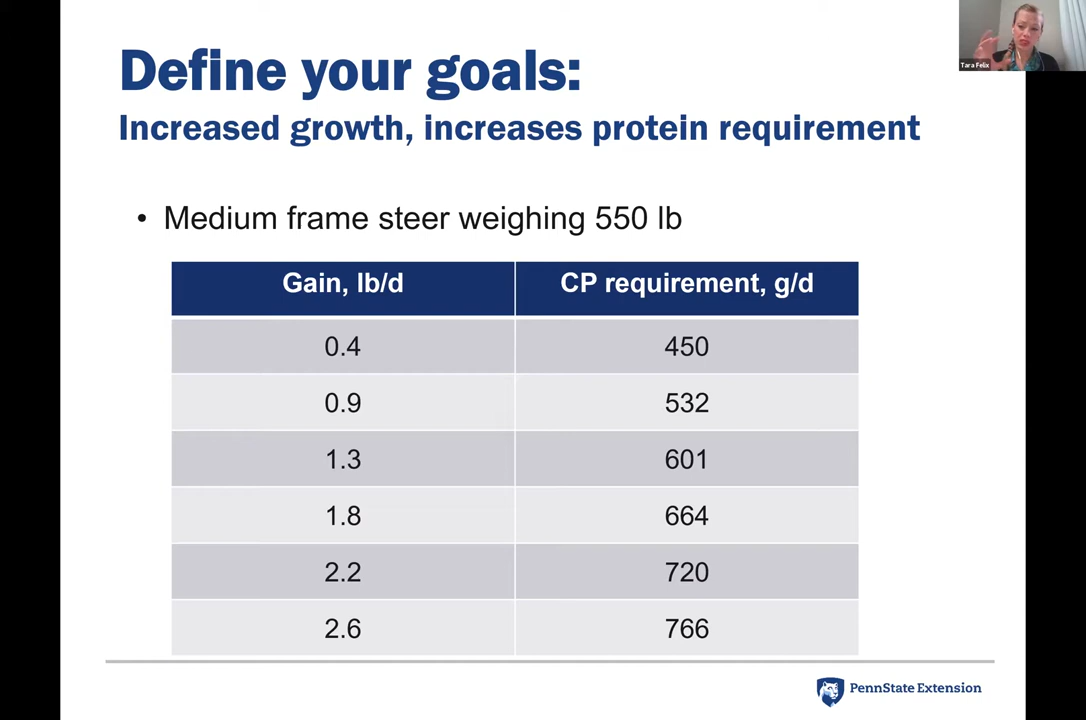 Define your goals:
Increased growth, increases protein requirement
Tara Felix
• Medium frame steer weighing 550 lb
Gain, lb/d CP requirement, g/d
0.4 450
0.9 532
1.3 601
1.8 664
2.2 720
2.6 766
PennState Extension